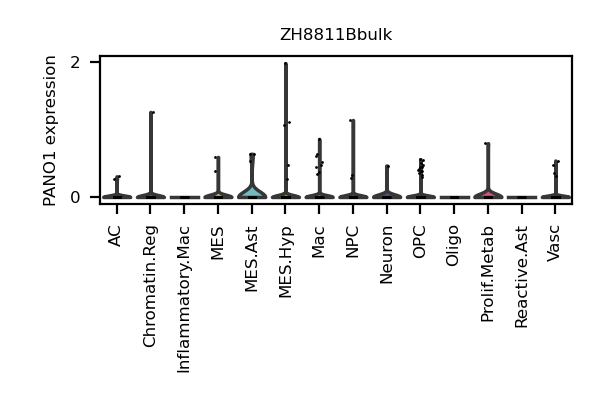 ZH8811Bbulk
PANO1 expression
2
0
AC
Chromatin.Reg
Inflammatory.Mac
MES
MES.Ast
MES.Hyp
Mac
NPC
Neuron
OPC
Oligo
Prolif.Metab
Reactive.Ast
Vasc